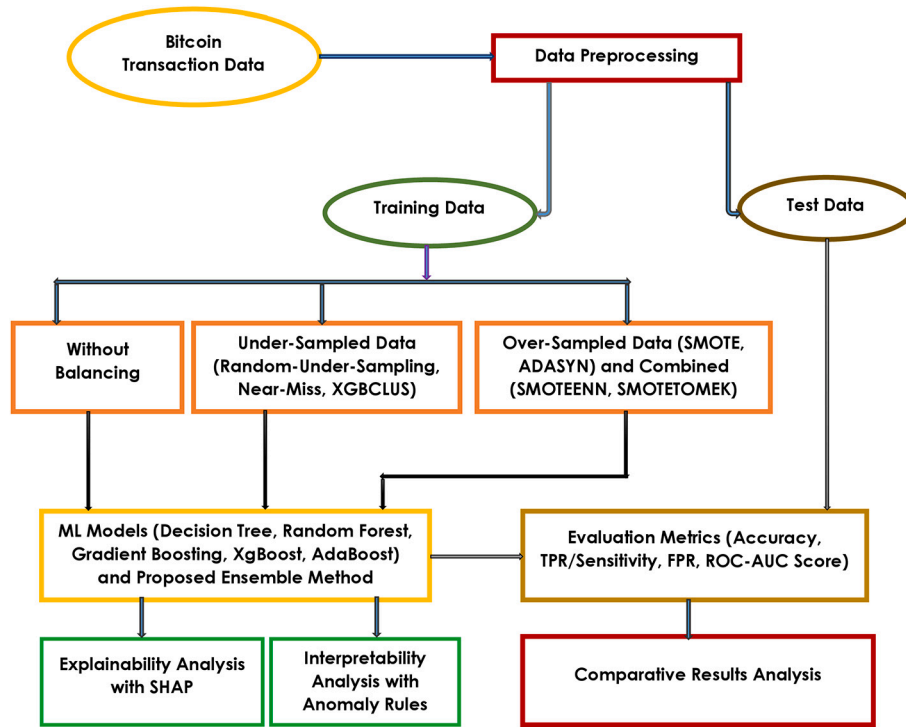 Bitcoin
Transaction Data
Data Preprocessing
Training Data
Test Data
Without
Balancing
Under-Sampled Data
(Random-Under-Sampling,
Near-Miss, XGBCLUS)
Over-Sampled Data (SMOTE,
ADASYN) and Combined
(SMOTEENN, SMOTETOMEK)
ML Models (Decision Tree, Random Forest,
Gradient Boosting, XgBoost, AdaBoost)
and Proposed Ensemble Method
Evaluation Metrics (Accuracy,
TPR/Sensitivity, FPR, ROC-AUC Score)
Explainability Analysis
with SHAP
Interpretability
Analysis with
Anomaly Rules
Comparative Results Analysis